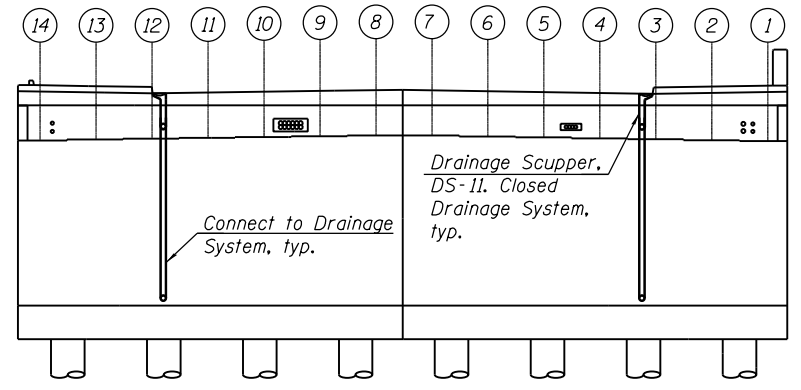 14 13 12 11 10 9 8 7 6 5 4 3 2 1
Drainage Scupper,
DS-11. Closed
Drainage System,
typ.
Connect to Drainage
System, typ.